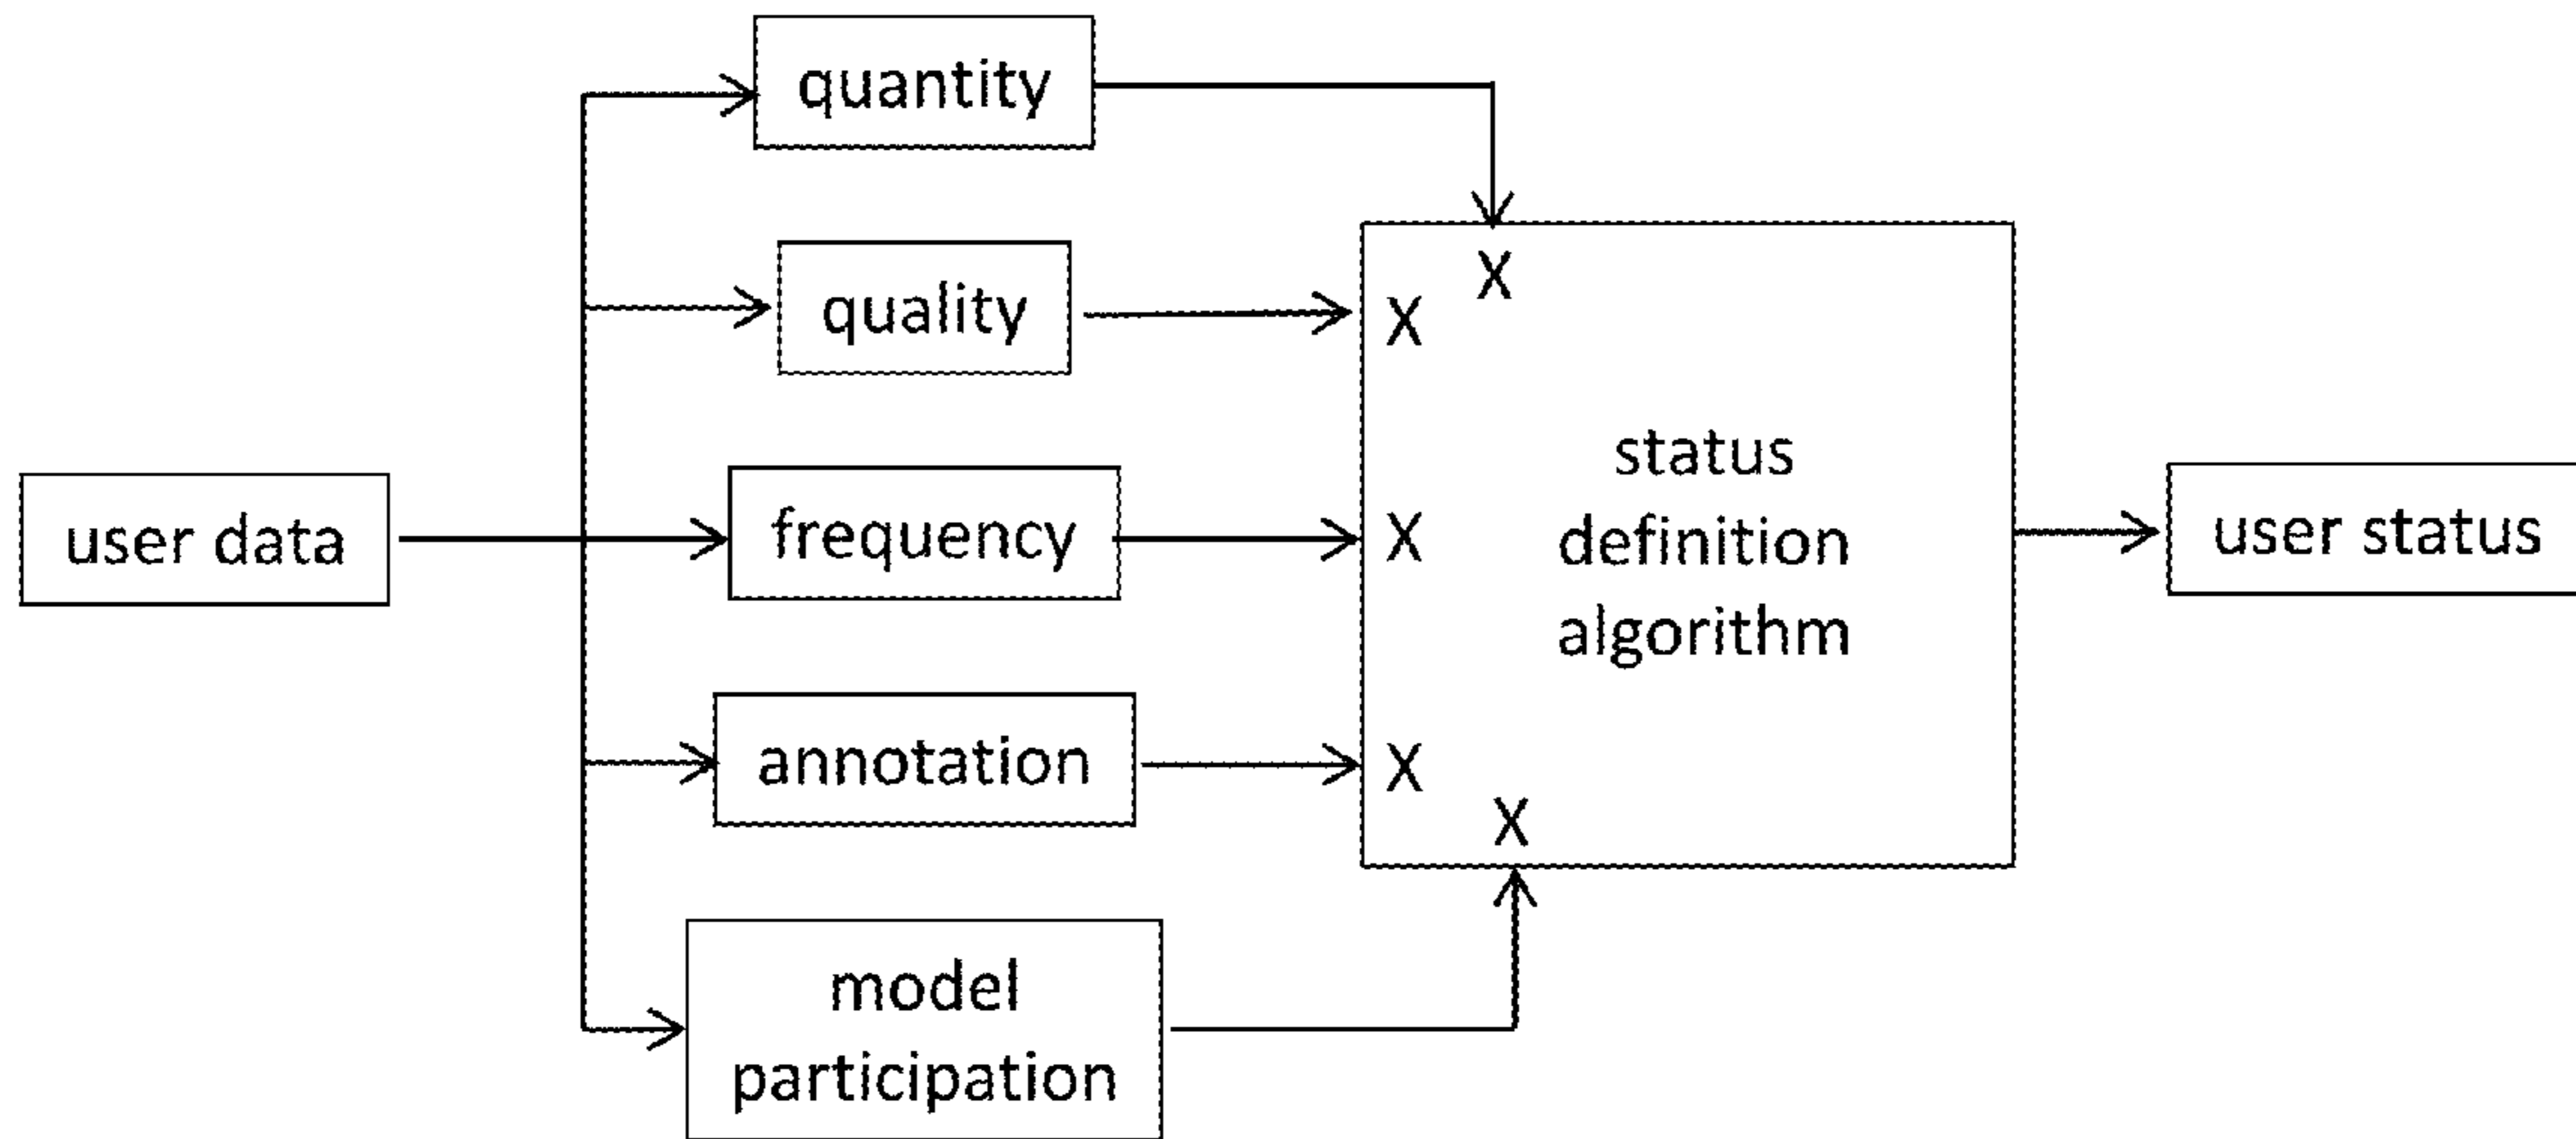 quantity
X
quality
X
user data
frequency
X
status
definition
algorithm
user status
annotation
X
X
model
participation